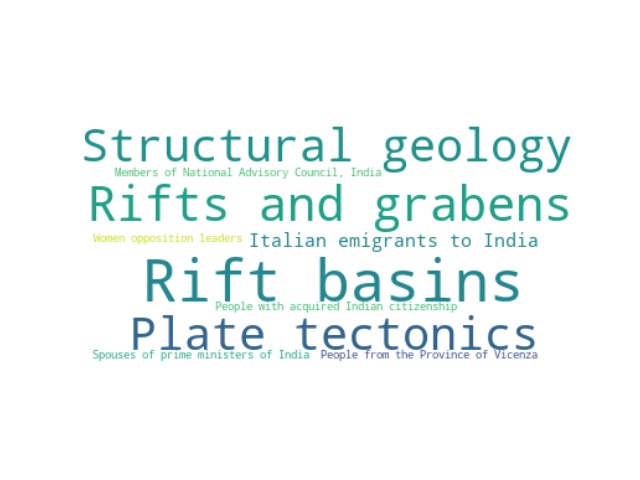 Structural geology
Members of National Advisory Council, India
Rifts and grabens
Women opposition leaders
Italian emigrants to India
Rift basins
People with acquired Indian citizenship
Plate tectonics
Spouses of prime ministers of India
People from the Province of Vicenza